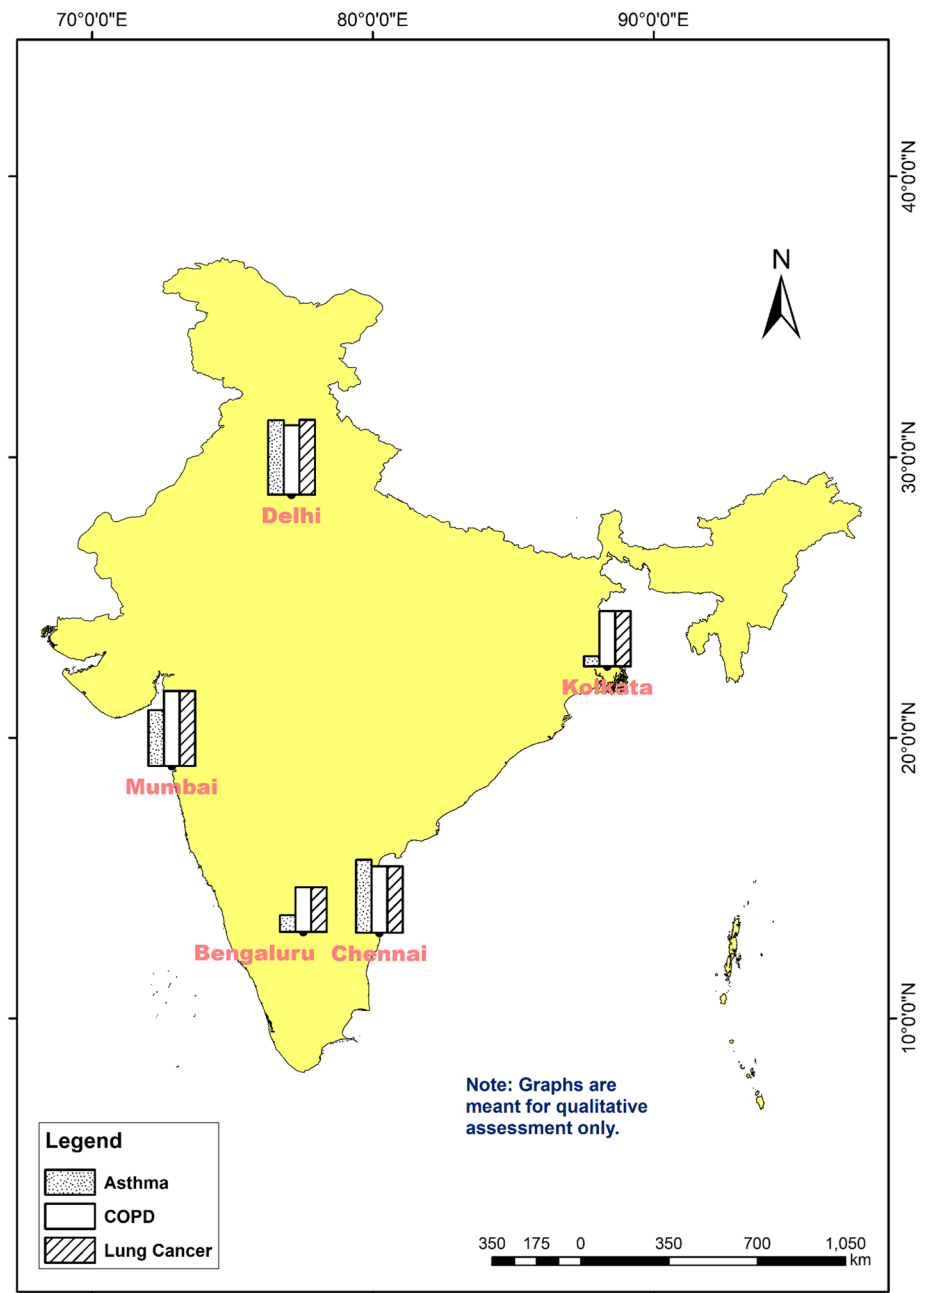 70°0'0"E 80°0'0"E 90°0'0"E
40°0'0"N
N
30°0'0"N
Delhi
Kolkata
20°0'0"N
Mumbai
Bengaluru Chennai
10°0'0"N
Note: Graphs are
meant for qualitative
assessment only.
Legend
Asthma
COPD
Lung Cancer
350 175 0 350 700 1,050
km